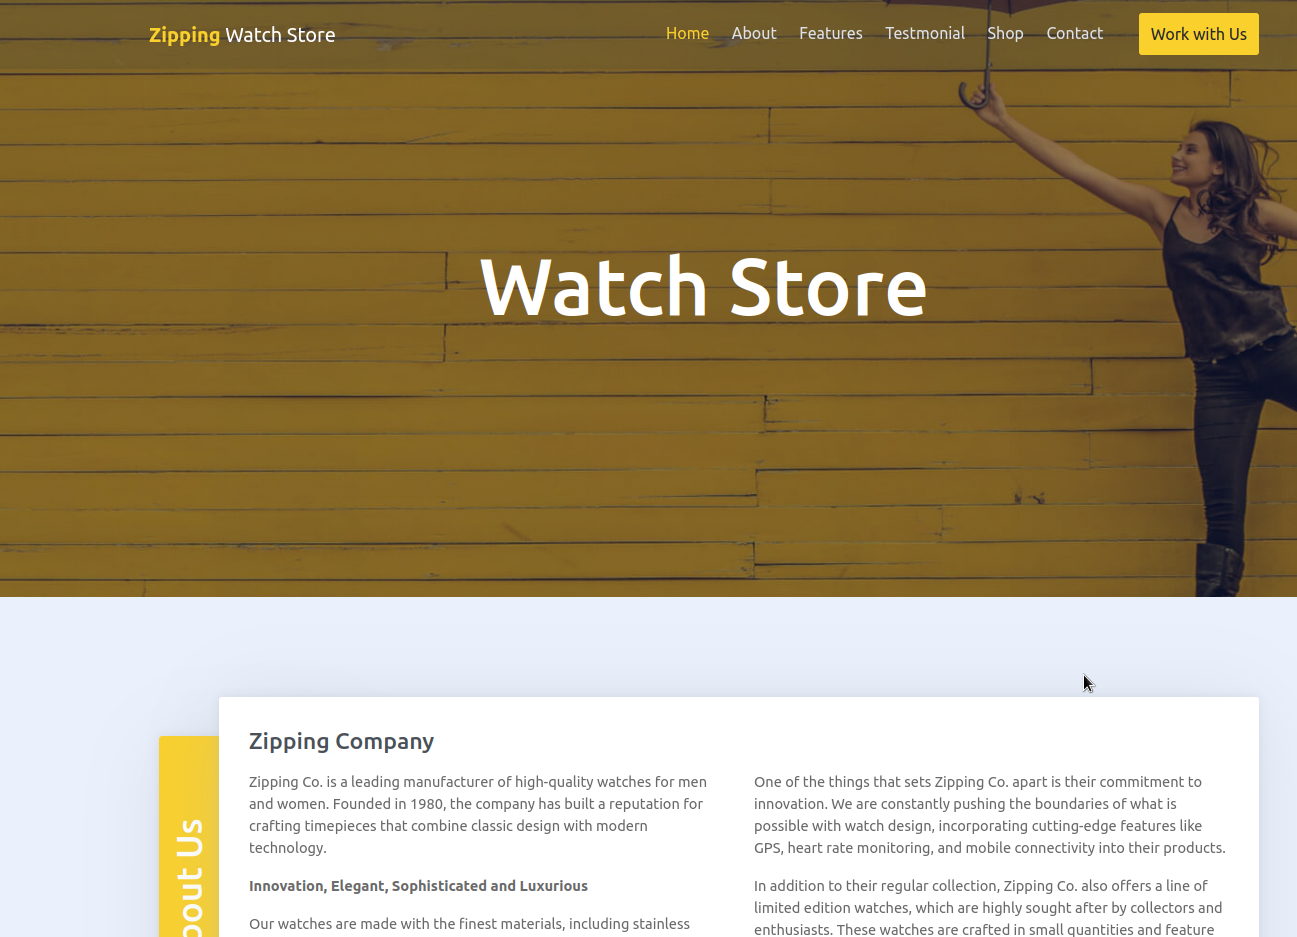 Zipping Watch Store
Home About Features Testmonial Shop Contact Work with Us
Watch Store
Zipping Company
Zipping Co. is a leading manufacturer of high-quality watches for men
and women. Founded in 1980, the company has built a reputation for
crafting timepieces that combine classic design with modern
technology.
Innovation, Elegant, Sophisticated and Luxurious
Our watches are made with the finest materials, including stainless
One of the things that sets Zipping Co. apart is their commitment to
innovation. We are constantly pushing the boundaries of what is
possible with watch design, incorporating cutting-edge features like
GPS, heart rate monitoring, and mobile connectivity into their products.
In addition to their regular collection, Zipping Co. also offers a line of
limited edition watches, which are highly sought after by collectors and
enthusiasts. These watches are crafted in small quantities and feature
bout Us